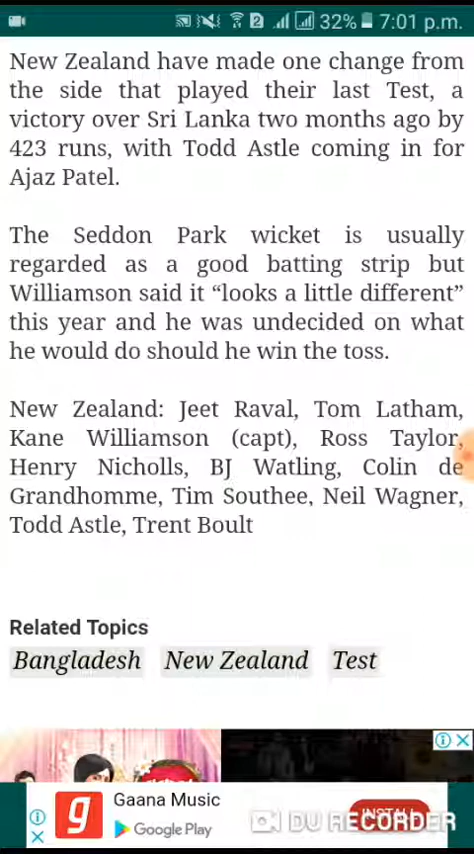 32% 7:01 p.m.
New Zealand have made one change from
the side that played their last Test, a
victory over Sri Lanka two months ago by
423 runs, with Todd Astle coming in for
Ajaz Patel.
The Seddon Park wicket is usually
regarded as a good batting strip but
Williamson said it “looks a little different”
this year and he was undecided on what
he would do should he win the toss.
New Zealand: Jeet Raval, Tom Latham,
Kane Williamson (capt), Ross Taylor,
Henry Nicholls, BJ Watling, Colin de
Grandhomme, Tim Southee, Neil Wagner,
Todd Astle, Trent Boult
Related Topics
Bangladesh New Zealand Test
Gaana Music
Google Play
INSTALL
DU RECORDER